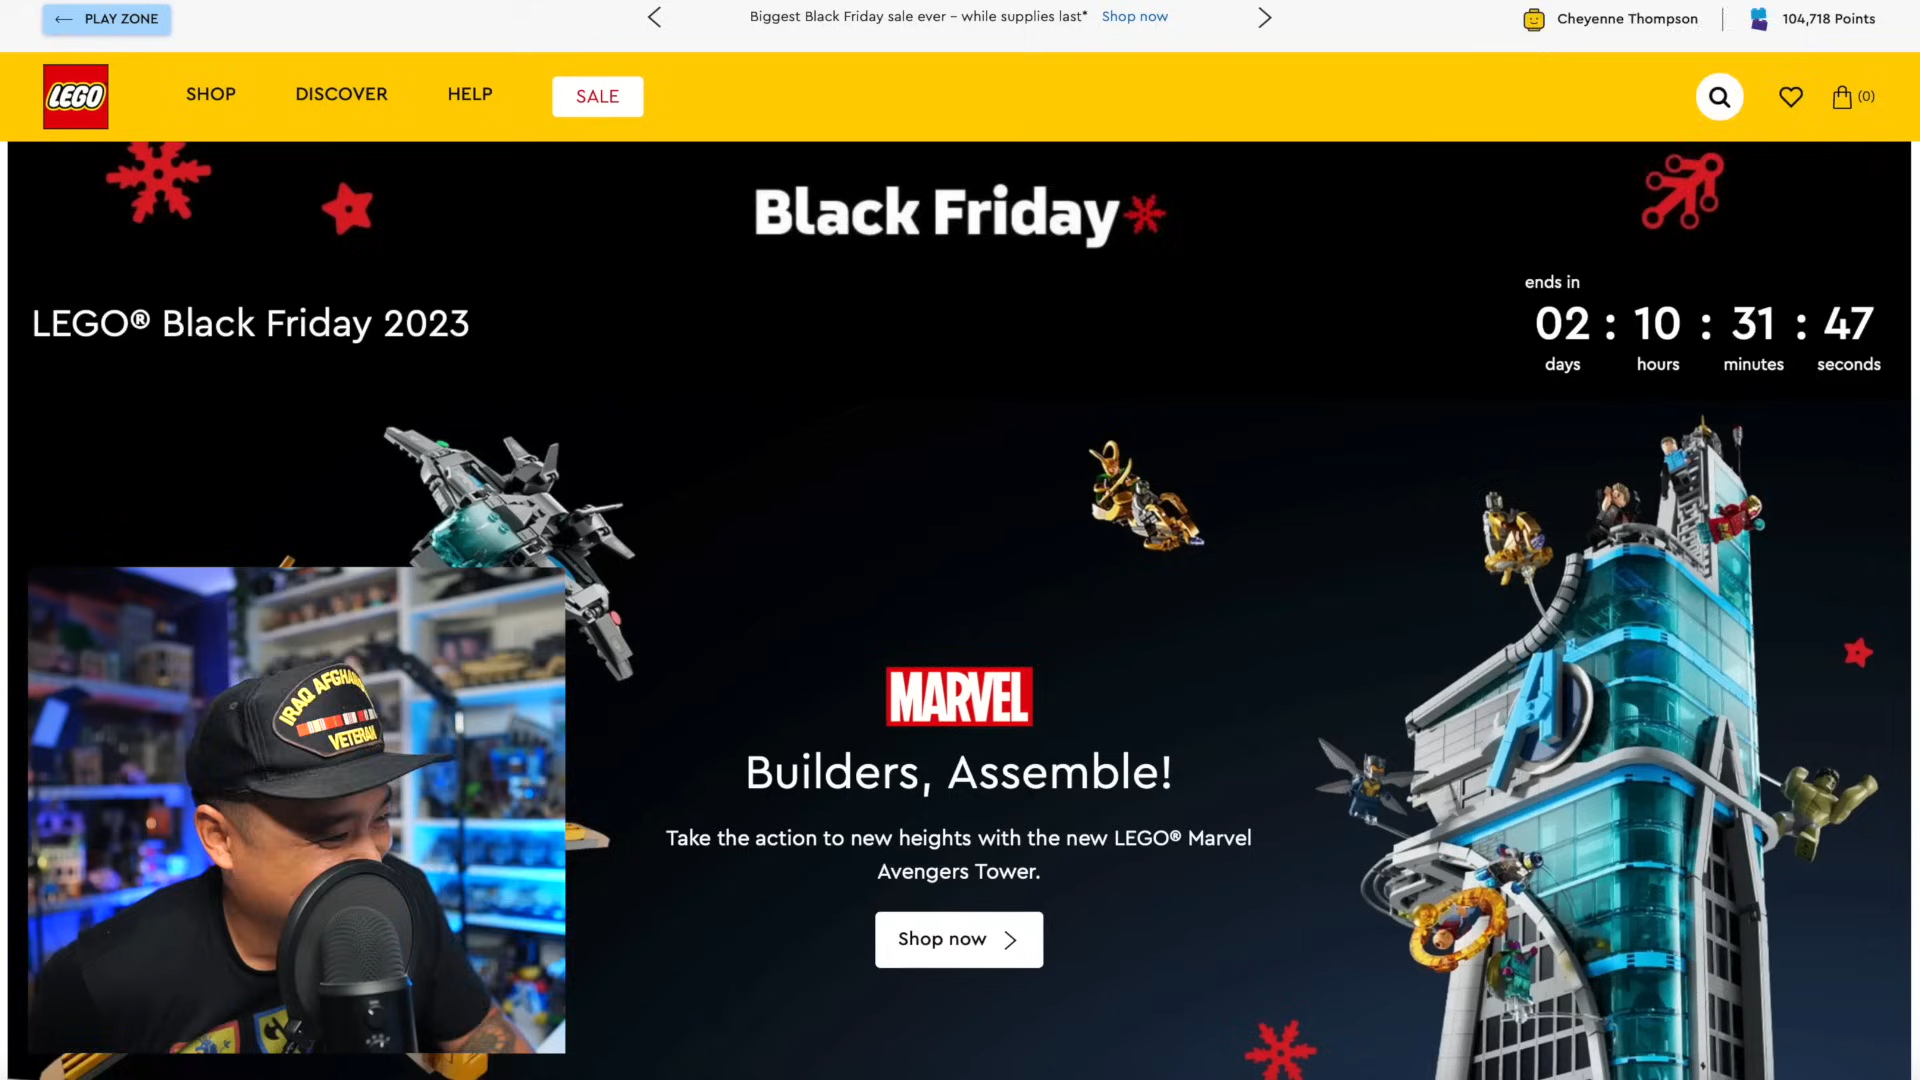 ← PLAY ZONE
Biggest Black Friday sale ever – while supplies last* Shop now
Cheyenne Thompson
104,718 Points
LEGO
SHOP
DISCOVER
HELP
SALE
(0)
Black Friday
LEGO® Black Friday 2023
ends in
02 : 10 : 31 : 47
days hours minutes seconds
MARVEL
Builders, Assemble!
Take the action to new heights with the new LEGO® Marvel
Avengers Tower.
Shop now
IRAQ
VETERAN